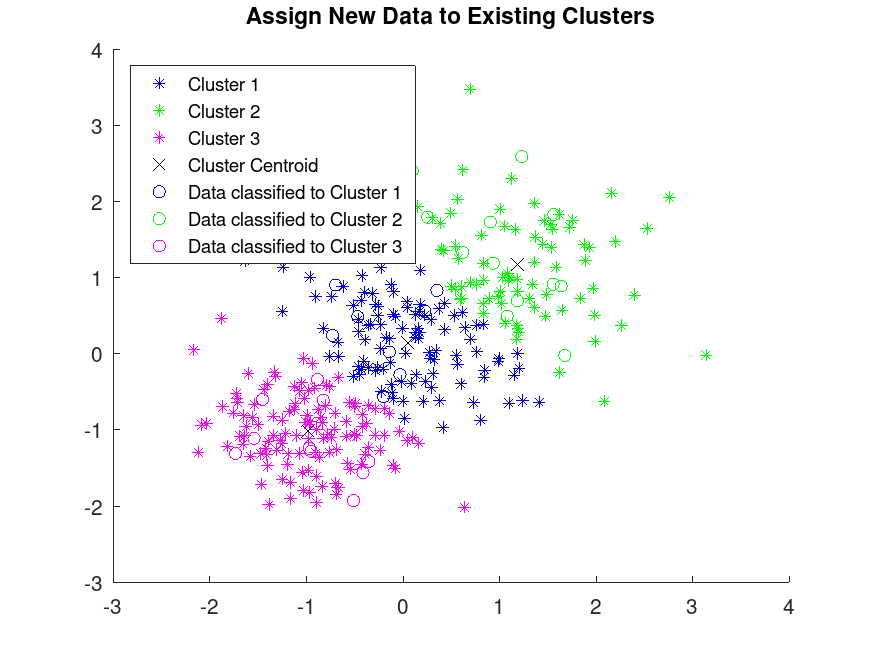 Assign New Data to Existing Clusters
4
3
2
1
0
-1
-2
-3
Cluster 1
Cluster 2
Cluster 3
Cluster Centroid
Data classified to Cluster 1
Data classified to Cluster 2
Data classified to Cluster 3
-3 -2 -1 0 1 2 3 4